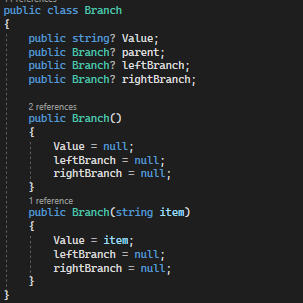 public class Branch
{
public string? Value;
public Branch? parent;
public Branch? leftBranch;
public Branch? rightBranch;
2 references
public Branch()
{
Value = null;
leftBranch = null;
rightBranch = null;
}
1 reference
public Branch(string item)
{
Value = item;
leftBranch = null;
rightBranch = null;
}
}